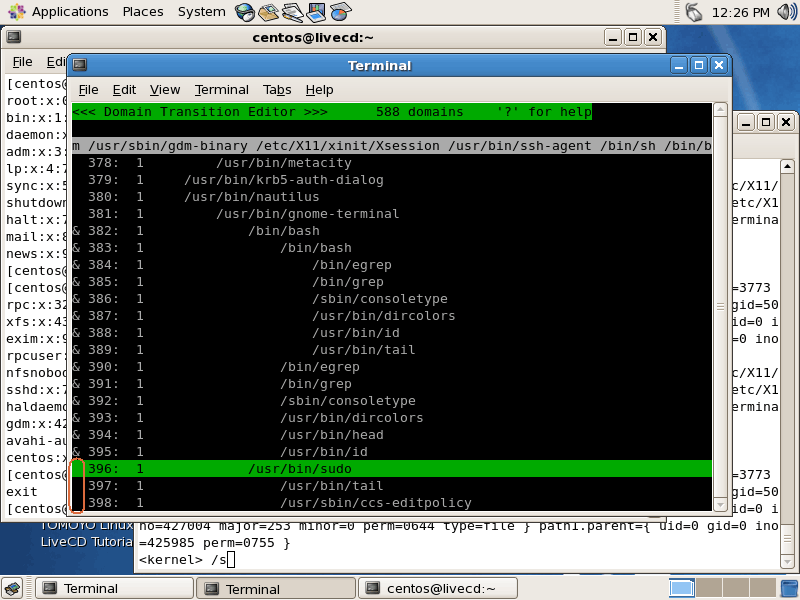 Applications Places System 12:26 PM
centos@livecd:~
File Edi
[centos@
root:x:0
bin:x:1:
daemon:x
adm:x:3:
lp:x:4:7
sync:x:5
shutdown
halt:x:7
mail:x:8
news:x:9
[centos@
[centos@
rpc:x:32
xfs:x:43
exim:x:9
rpcuser:
nfsnobod
sshd:x:7
haldaemo
gdm:x:42
avahi-au
centos:x
[centos@
exit
[centos@
Terminal
File Edit View Terminal Tabs Help
<<< Domain Transition Editor >>> 588 domains '?' for help
m /usr/sbin/gdm-binary /etc/X11/xinit/Xsession /usr/bin/ssh-agent /bin/sh /bin/b
378: 1 /usr/bin/metacity
379: 1 /usr/bin/krb5-auth-dialog
380: 1 /usr/bin/nautilus
381: 1 /usr/bin/gnome-terminal
& 382: 1 /bin/bash
& 383: 1 /bin/bash
& 384: 1 /bin/egrep
& 385: 1 /bin/grep
& 386: 1 /sbin/consoletype
& 387: 1 /usr/bin/dircolors
& 388: 1 /usr/bin/id
& 389: 1 /usr/bin/tail
& 390: 1 /bin/egrep
& 391: 1 /bin/grep
& 392: 1 /sbin/consoletype
& 393: 1 /usr/bin/dircolors
& 394: 1 /usr/bin/head
& 395: 1 /usr/bin/id
396: 1 /usr/bin/sudo
397: 1 /usr/bin/tail
398: 1 /usr/sbin/ccs-editpolicy
c/X11/
etc/X1
ermina
=3773
gid=50
id=0 i
=0 ino
c/X11/
etc/X1
ermina
=3773
gid=50
id=0 i
TOMOYO Linux
LiveCD Tutoria
no=427004 major=253 minor=0 perm=0644 type=file } path1.parent={ uid=0 gid=0 ino
=425985 perm=0755 }
<kernel> /s
Terminal
Terminal
centos@livecd:~